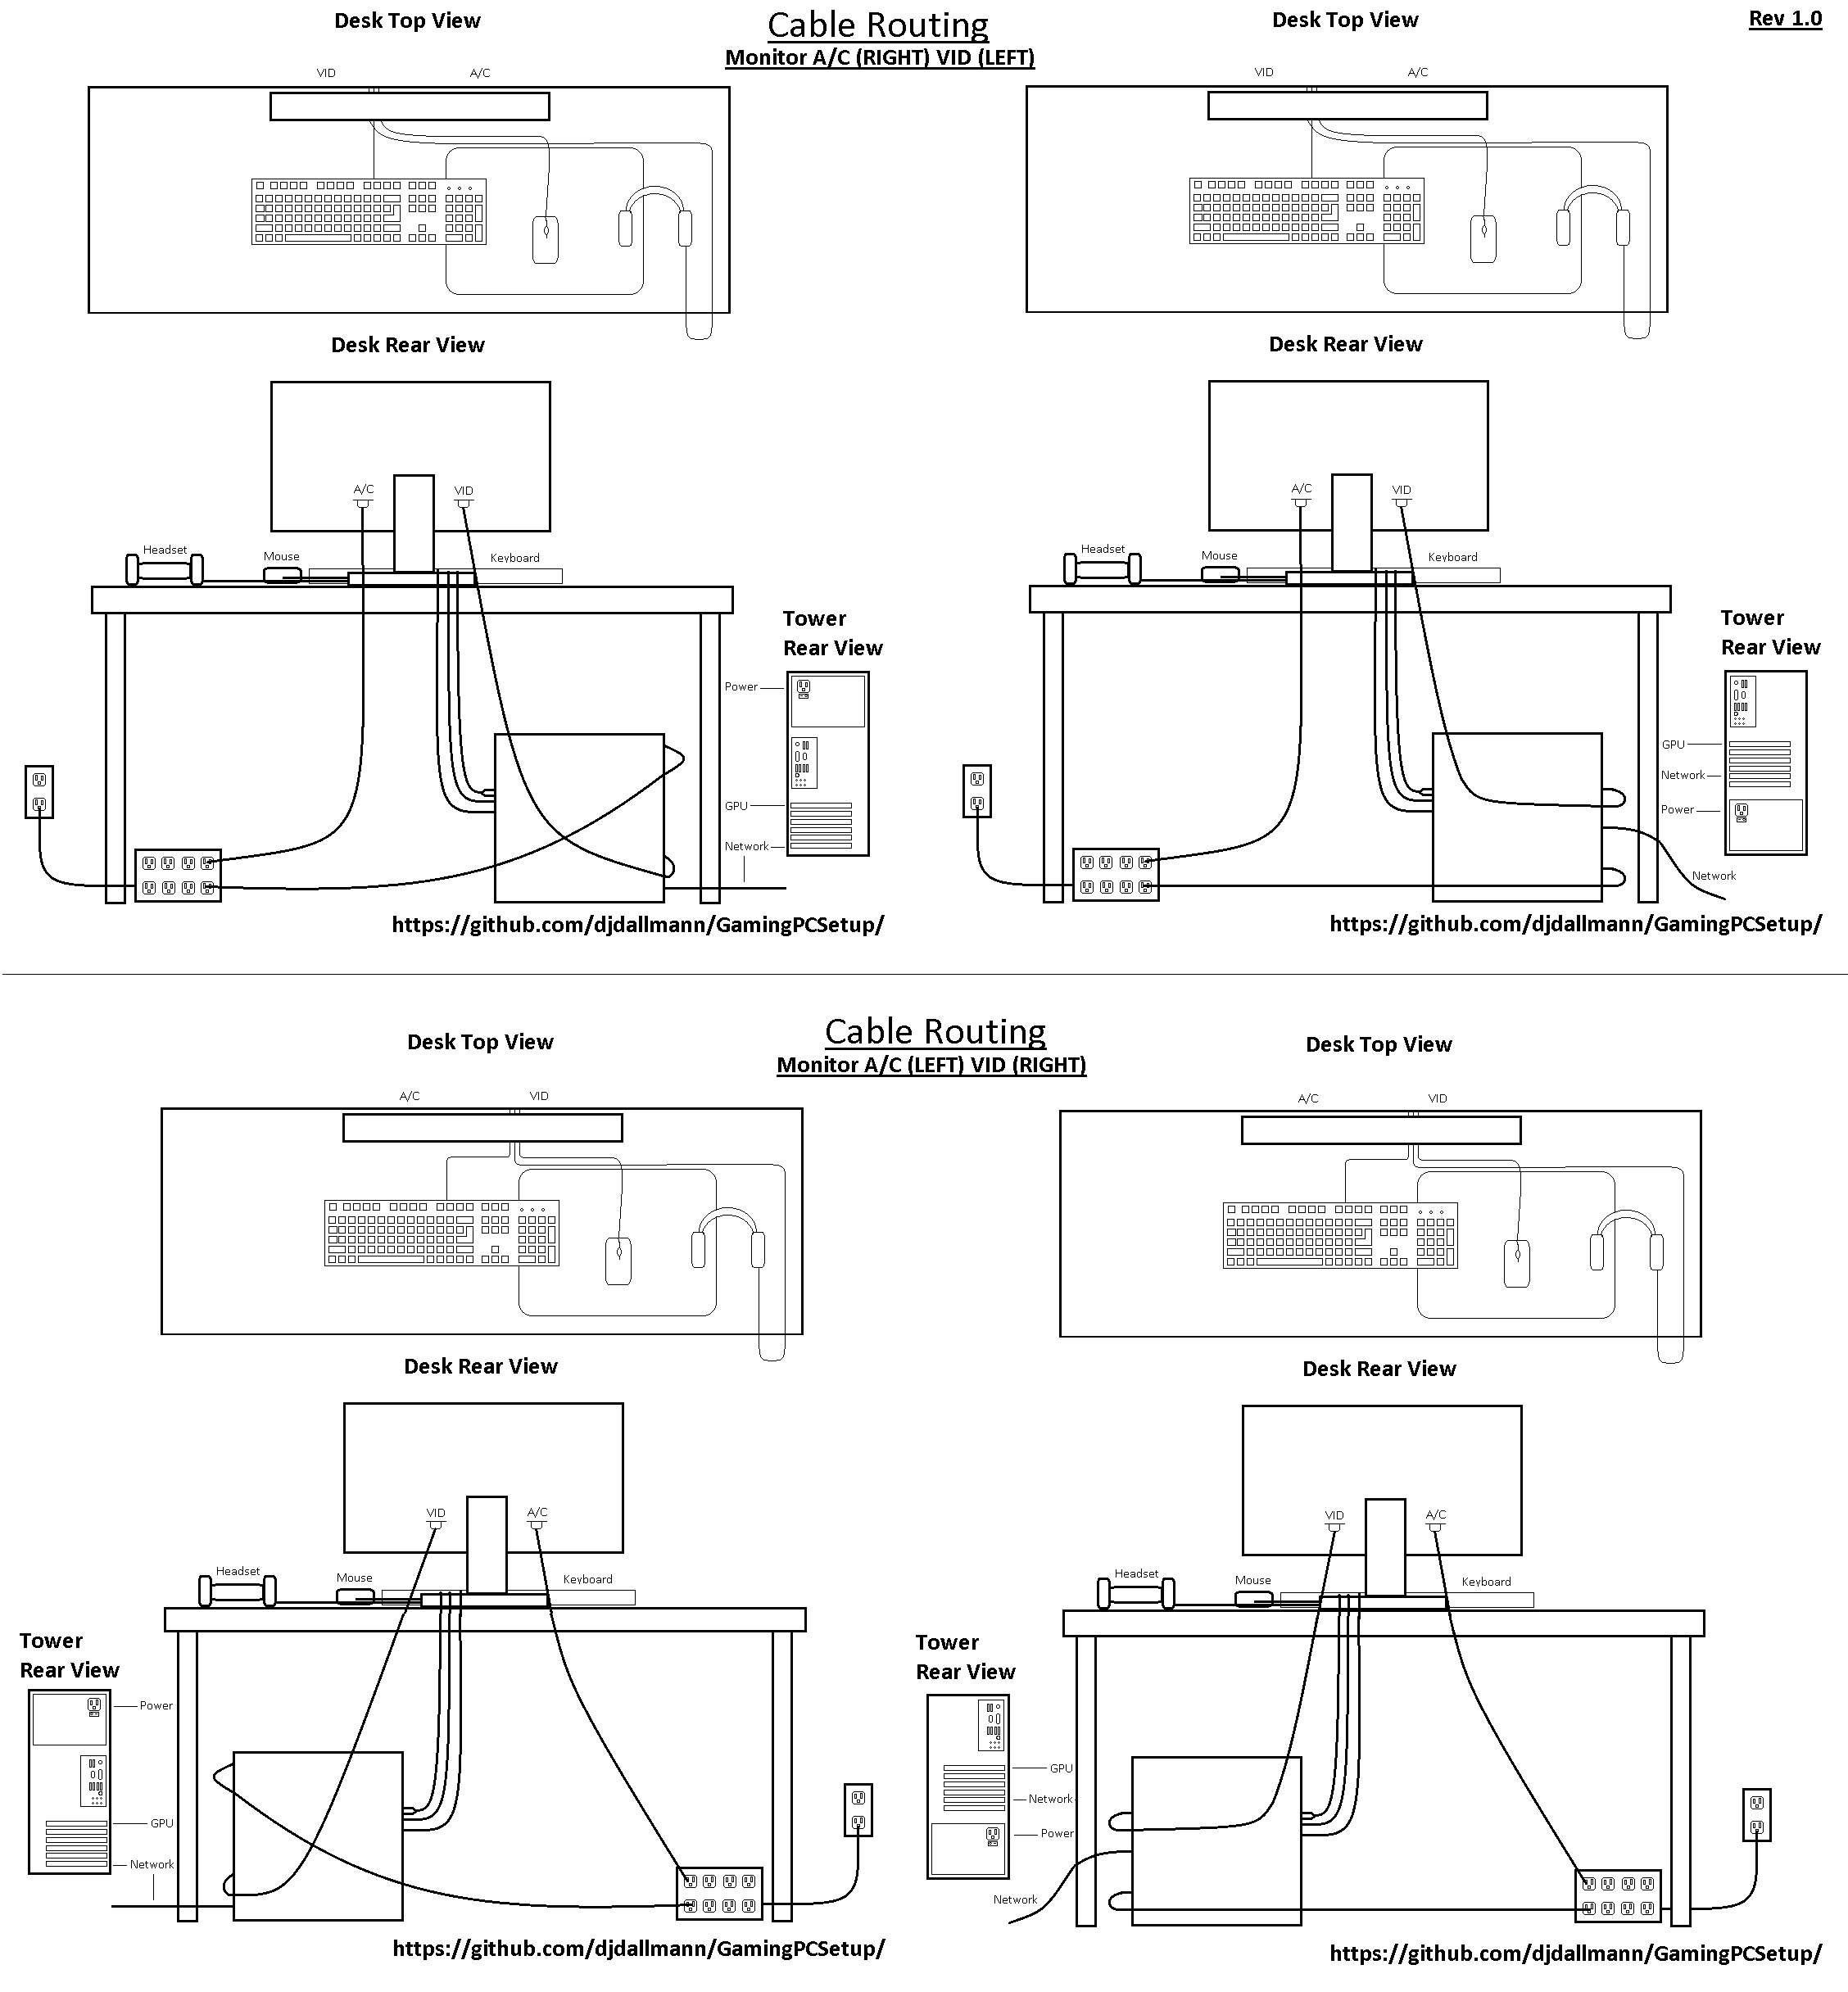 Desk Top View
Cable Routing
Desk Top View
Rev 1.0
Monitor A/C (RIGHT) VID (LEFT)
VID
A/C
VID
A/C
Desk Rear View
Desk Rear View
A/C
VID
A/C
VID
Headset
Mouse
Keyboard
Headset
Mouse
Keyboard
Tower
Rear View
Tower
Rear View
Power
GPU
Network
GPU
Network
Power
Network
https://github.com/djdallmann/GamingPCSetup/
https://github.com/djdallmann/GamingPCSetup/
Desk Top View
Cable Routing
Desk Top View
Monitor A/C (LEFT) VID (RIGHT)
A/C
VID
A/C
VID
Desk Rear View
Desk Rear View
VID
A/C
VID
A/C
Headset
Mouse
Keyboard
Headset
Mouse
Keyboard
Tower
Rear View
Tower
Rear View
Power
GPU
Network
GPU
Network
Power
Network
https://github.com/djdallmann/GamingPCSetup/
https://github.com/djdallmann/GamingPCSetup/